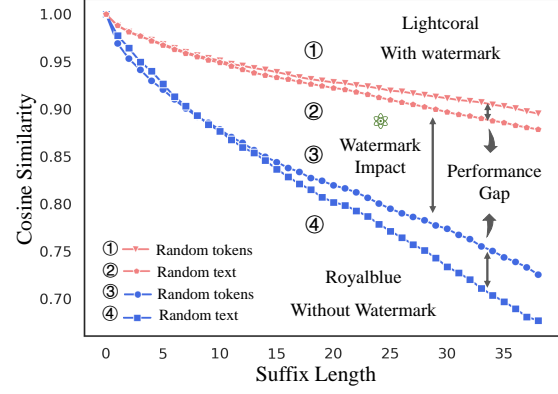 1.00
0.95
0.90
0.85
0.80
0.75
0.70
Cosine Similarity
Lightcoral
With watermark
①
②
③
④
Watermark
Impact
Performance
Gap
① Random tokens
② Random text
③ Random tokens
④ Random text
Royalblue
Without Watermark
0 5 10 15 20 25 30 35
Suffix Length